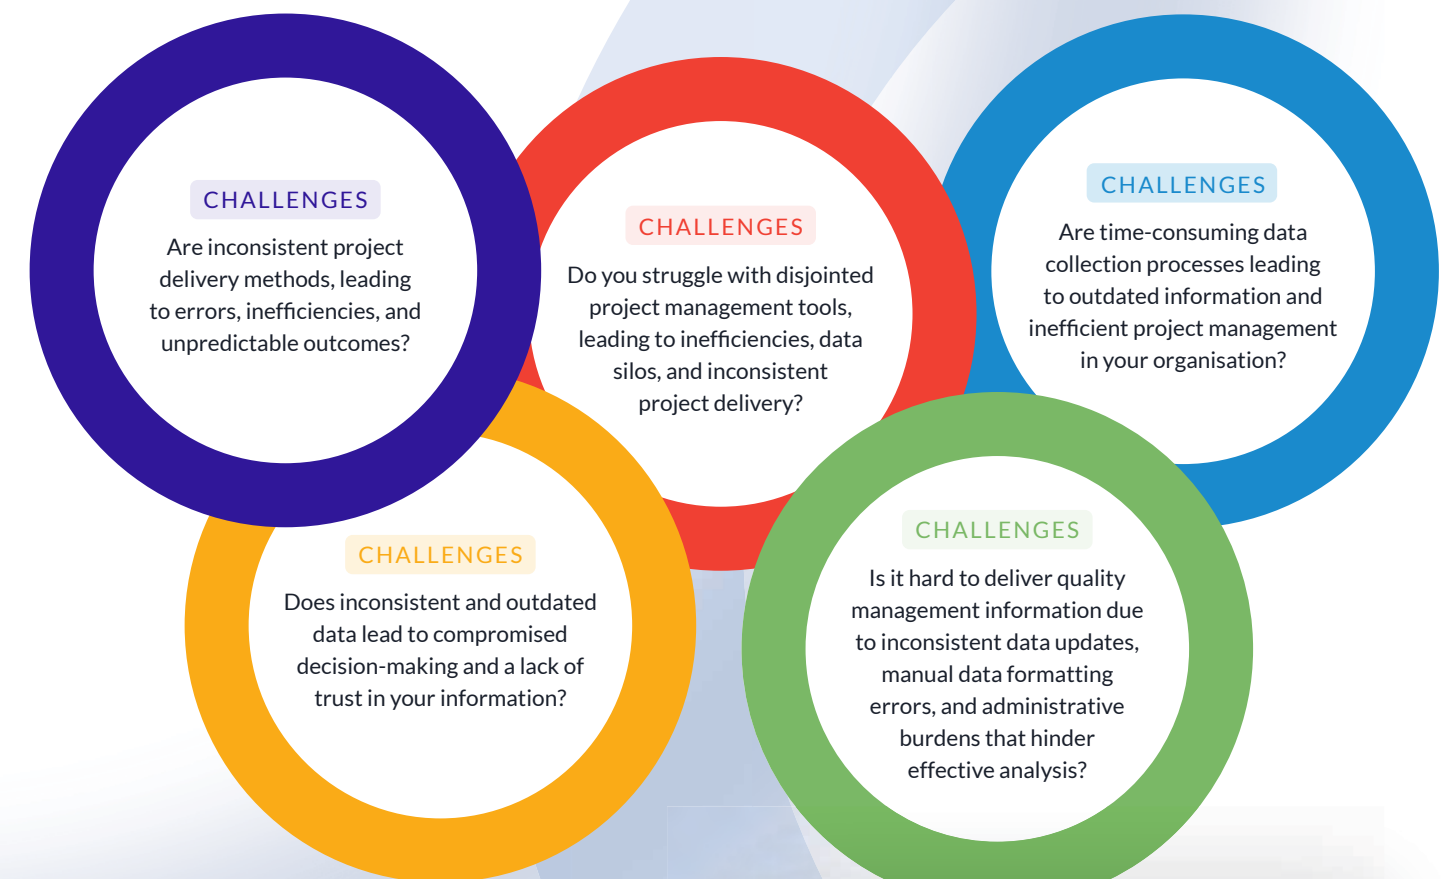 CHALLENGES
Are inconsistent project
delivery methods, leading
to errors, inefficiencies, and
unpredictable outcomes?
CHALLENGES
Do you struggle with disjointed
project management tools,
leading to inefficiencies, data
silos, and inconsistent
project delivery?
CHALLENGES
Are time-consuming data
collection processes leading
to outdated information and
inefficient project management
in your organisation?
CHALLENGES
Does inconsistent and outdated
data lead to compromised
decision-making and a lack of
trust in your information?
CHALLENGES
Is it hard to deliver quality
management information due
to inconsistent data updates,
manual data formatting
errors, and administrative
burdens that hinder
effective analysis?